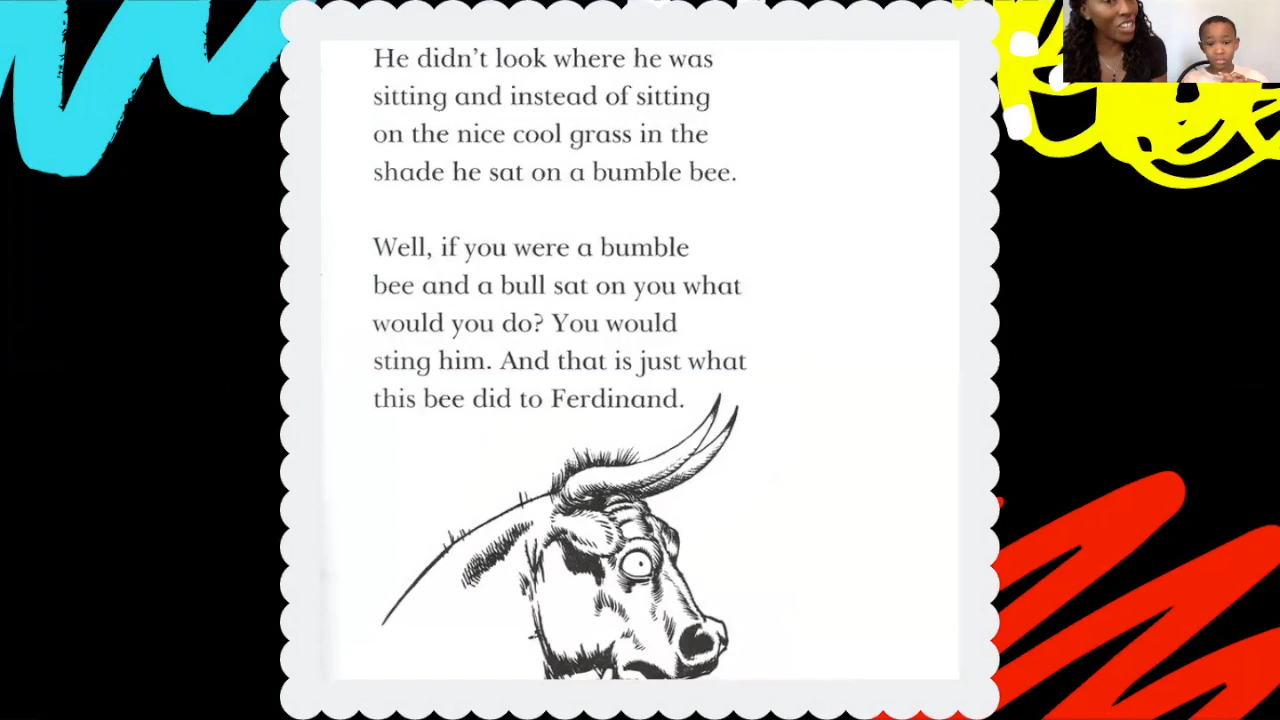 He didn't look where he was
sitting and instead of sitting
on the nice cool grass in the
shade he sat on a bumble bee.
Well, if you were a bumble
bee and a bull sat on you what
would you do? You would
sting him. And that is just what
this bee did to Ferdinand.